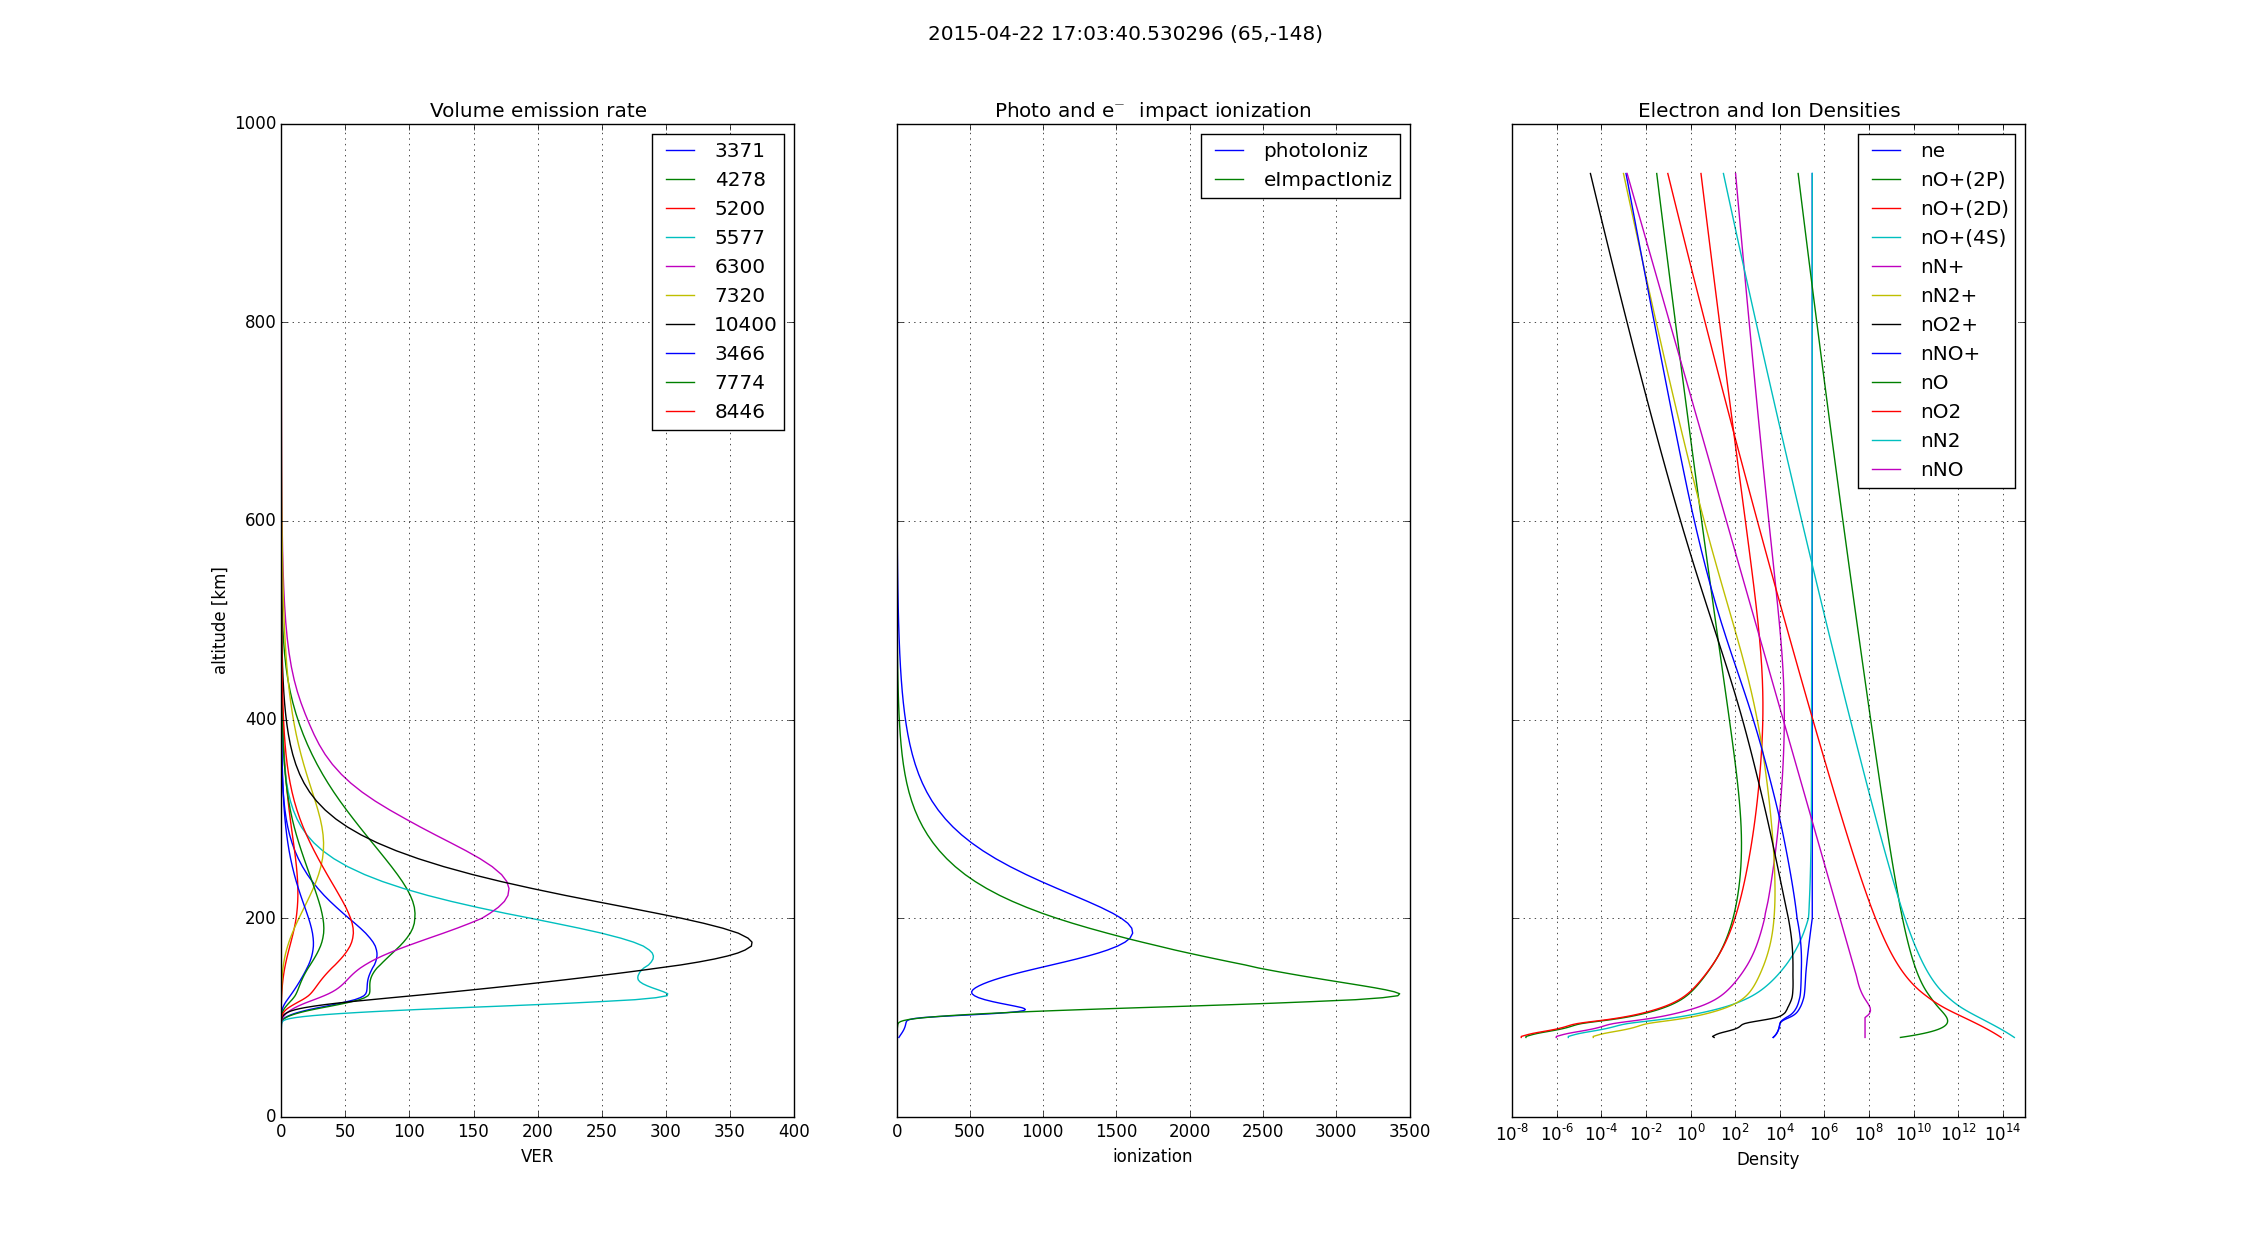 2015-04-22 17:03:40.530296 (65,-148)
Volume emission rate
1000
800
600
400
200
0
altitude [km]
3371
4278
5200
5577
6300
7320
10400
3466
7774
8446
0 50 100 150 200 250 300 350 400
VER
Photo and e⁻ impact ionization
photoIoniz
eImpactIoniz
0 500 1000 1500 2000 2500 3000 3500
ionization
Electron and Ion Densities
ne
nO+(2P)
nO+(2D)
nO+(4S)
nN+
nN2+
nO2+
nNO+
nO
nO2
nN2
nNO
10⁻⁸ 10⁻⁶ 10⁻⁴ 10⁻² 10⁰ 10² 10⁴ 10⁶ 10⁸ 10¹⁰ 10¹² 10¹⁴
Density